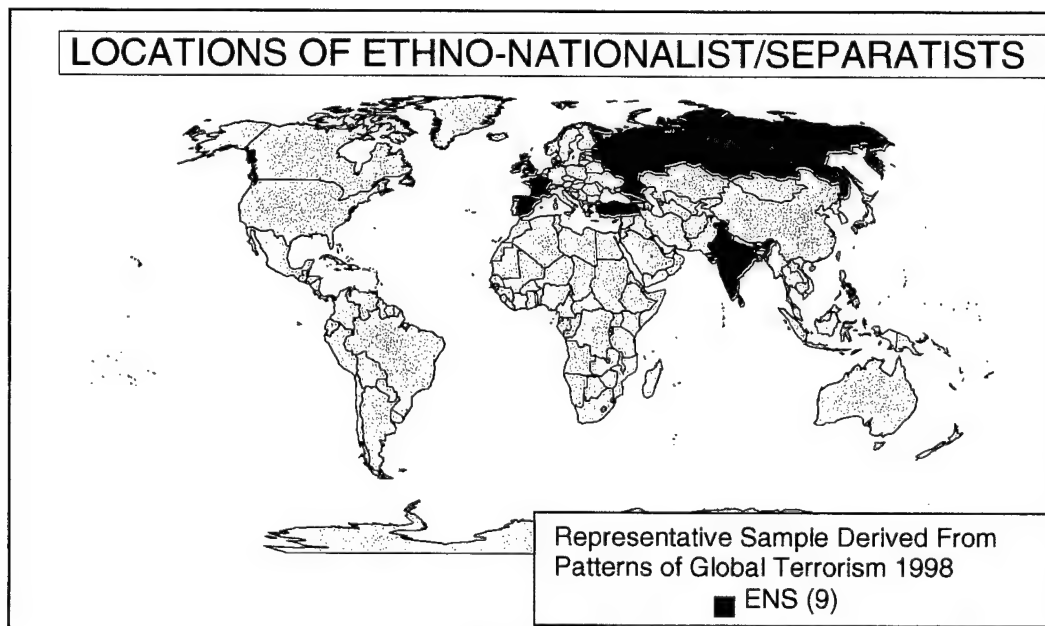 LOCATIONS OF ETHNO-NATIONALIST/SEPARATISTS
Representative Sample Derived From
Patterns of Global Terrorism 1998
ENS (9)